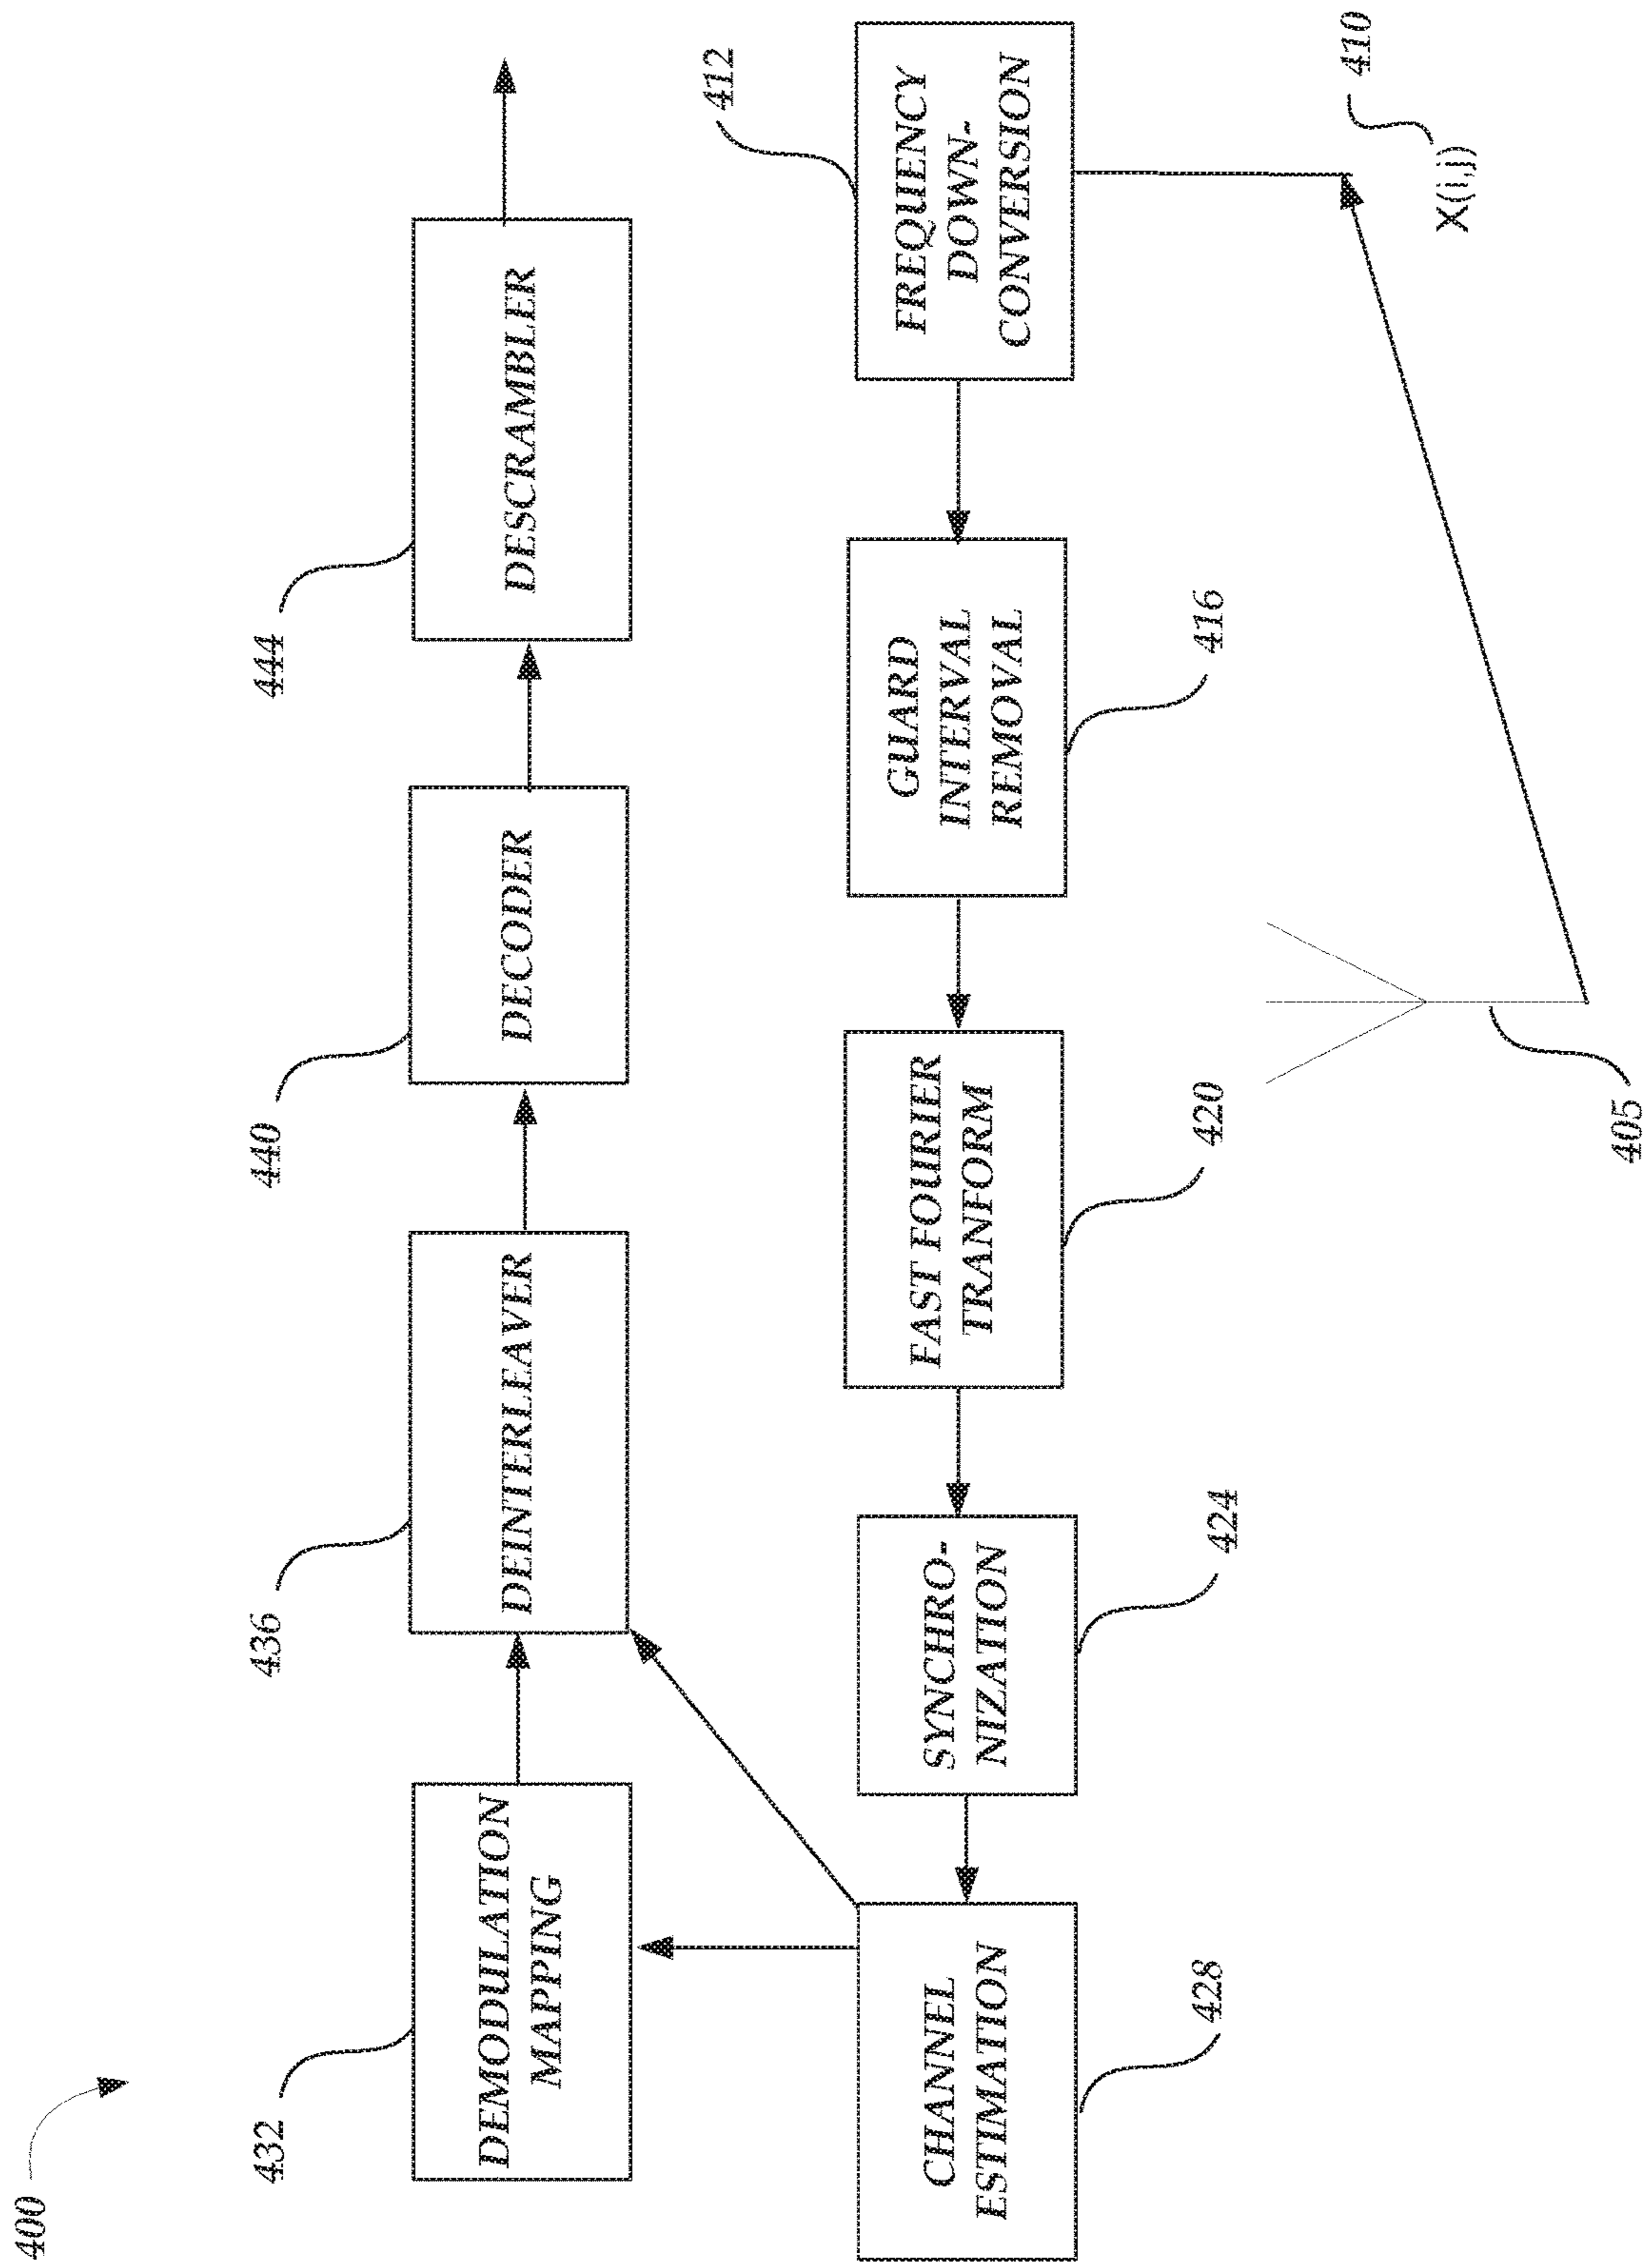 400
432
DEMODULATION
MAPPING
436
DEINTERLEAVER
440
DECODER
444
DESCRAMBLER
CHANNEL
ESTIMATION
428
SYNCHRO-
NIZATION
424
FAST FOURIER
TRANFORM
420
GUARD
INTERVAL
REMOVAL
416
412
FREQUENCY
DOWN-
CONVERSION
405
X(i,j)
410